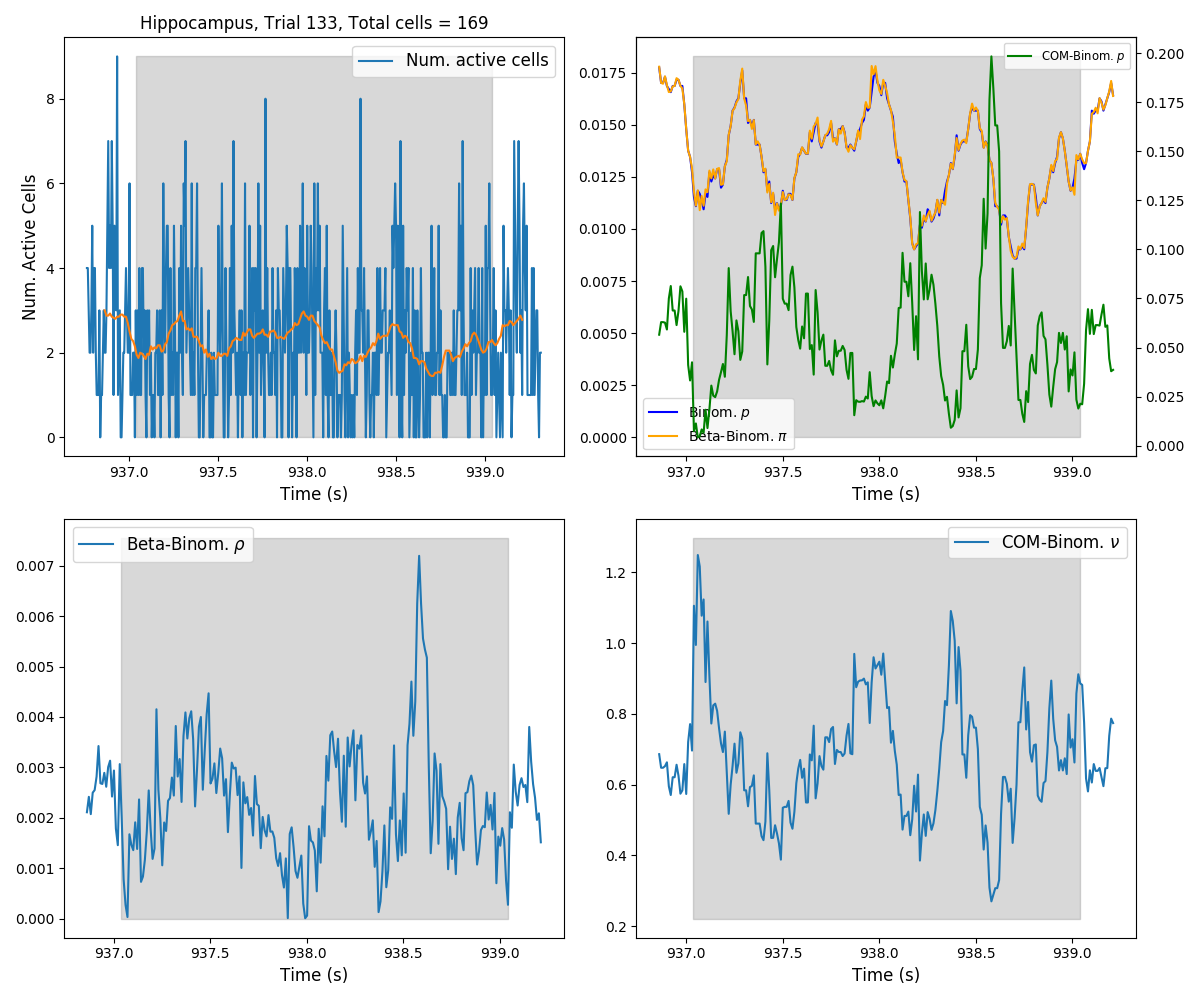 Hippocampus, Trial 133, Total cells = 169
Num. Active Cells
8
6
4
2
0
Num. active cells
937.0 937.5 938.0 938.5 939.0
Time (s)
0.0175
0.0150
0.0125
0.0100
0.0075
0.0050
0.0025
0.0000
COM-Binom. p
Binom. p
Beta-Binom. π
0.200
0.175
0.150
0.125
0.100
0.075
0.050
0.025
0.000
937.0 937.5 938.0 938.5 939.0
Time (s)
0.007
0.006
0.005
0.004
0.003
0.002
0.001
0.000
Beta-Binom. ρ
937.0 937.5 938.0 938.5 939.0
Time (s)
1.2
1.0
0.8
0.6
0.4
0.2
COM-Binom. ν
937.0 937.5 938.0 938.5 939.0
Time (s)